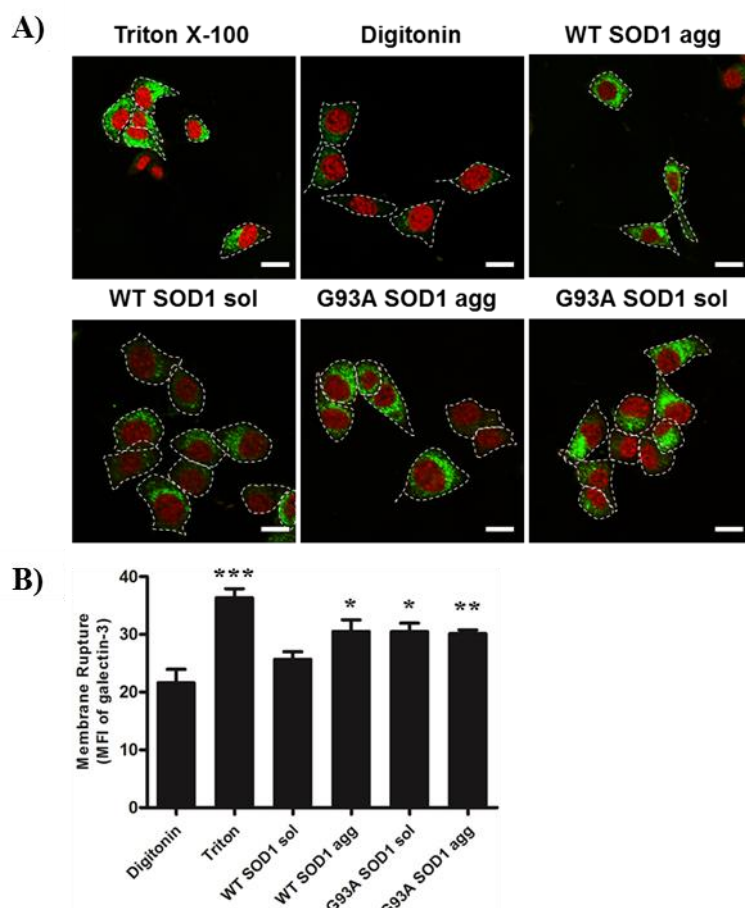 A)
Triton X-100 Digitonin WT SOD1 agg
WT SOD1 sol G93A SOD1 agg G93A SOD1 sol
B)
Membrane Rupture
(MFI of galectin-3)
40
30
20
10
0
***
*
*
**
Digitonin
Triton
WT SOD1 sol
WT SOD1 agg
G93A SOD1 sol
G93A SOD1 agg